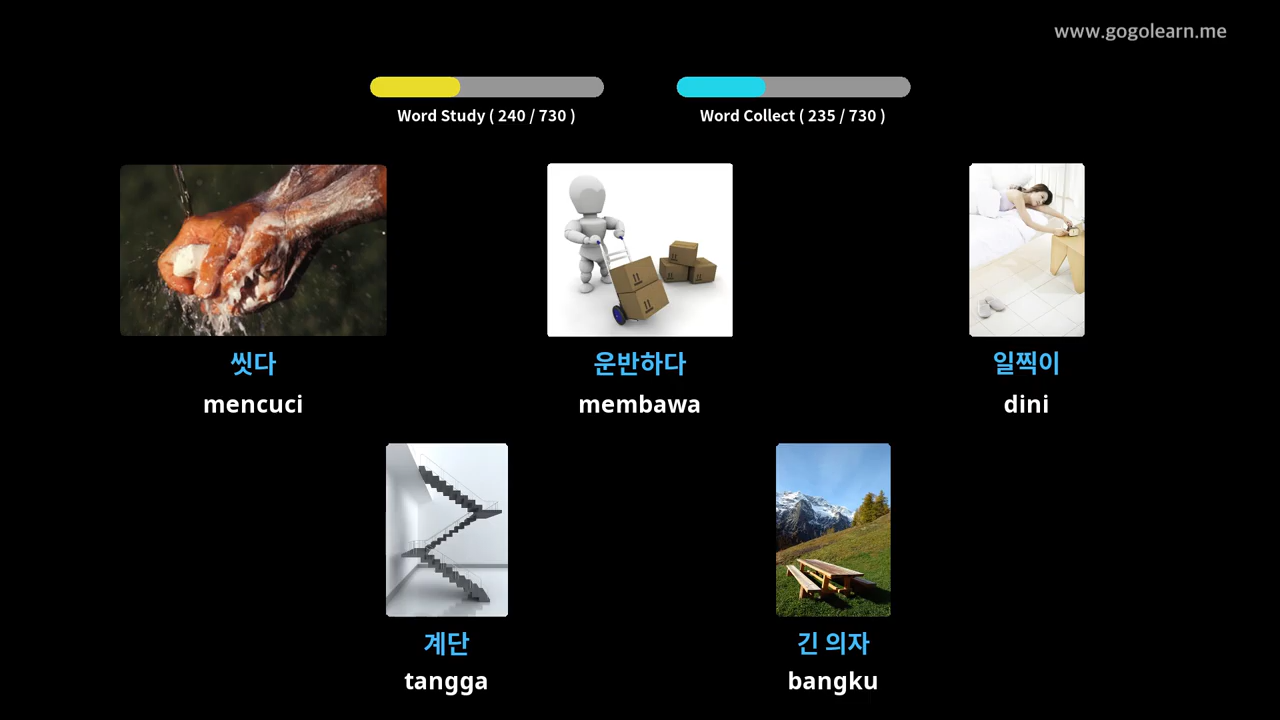 www.gogolearn.me
Word Study ( 240 / 730 )
Word Collect ( 235 / 730 )
씻다
운반하다
일찍이
mencuci
membawa
dini
계단
긴 의자
tangga
bangku